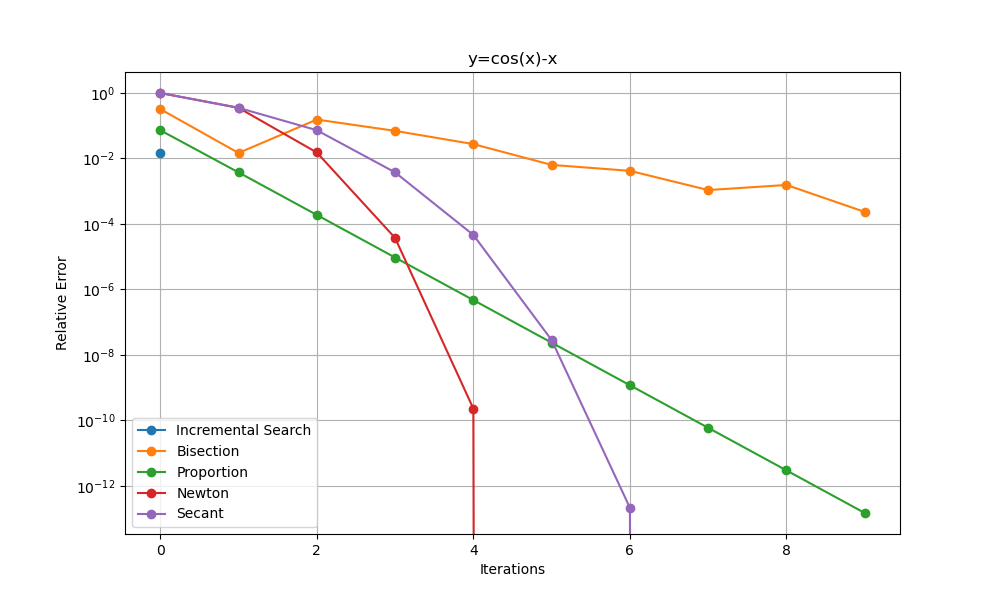 y=cos(x)-x
10^0
10^-2
10^-4
10^-6
10^-8
10^-10
10^-12
Relative Error
Incremental Search
Bisection
Proportion
Newton
Secant
0 2 4 6 8
Iterations